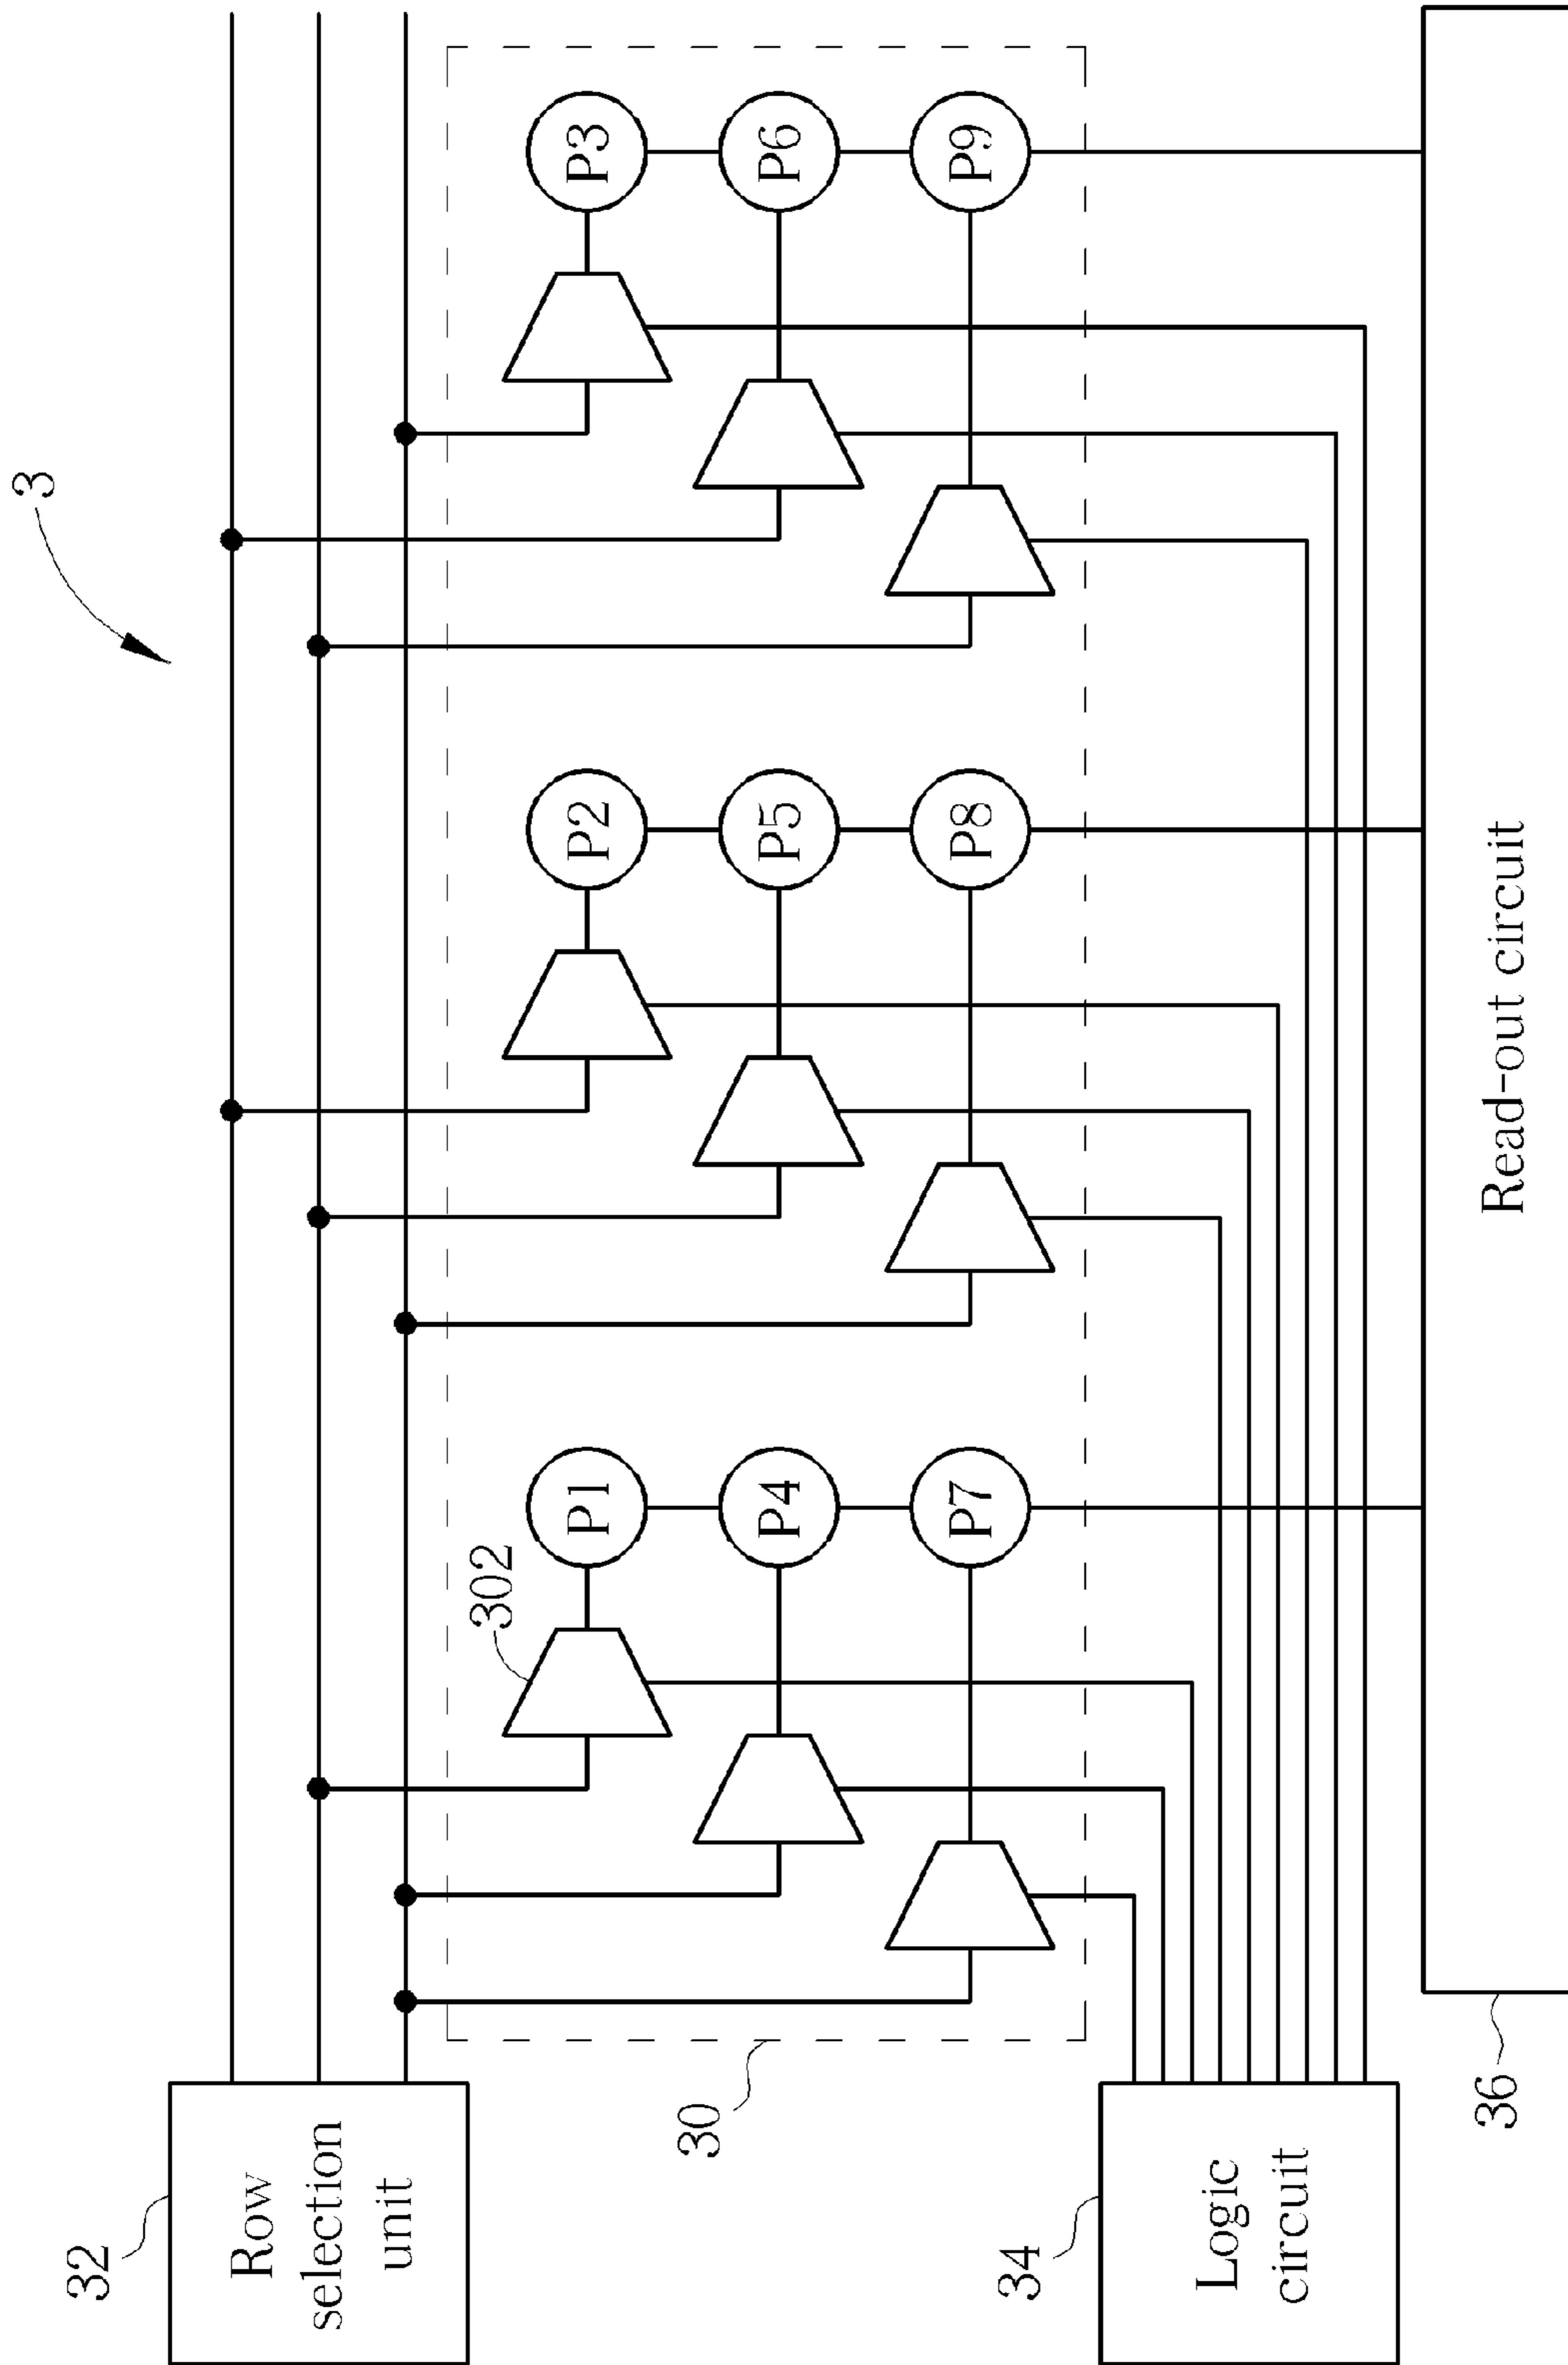 3
32
Row
selection
unit
302
P1
P2
P3
P4
P5
P6
P7
P8
P9
30
34
Logic
circuit
Read-out circuit
36